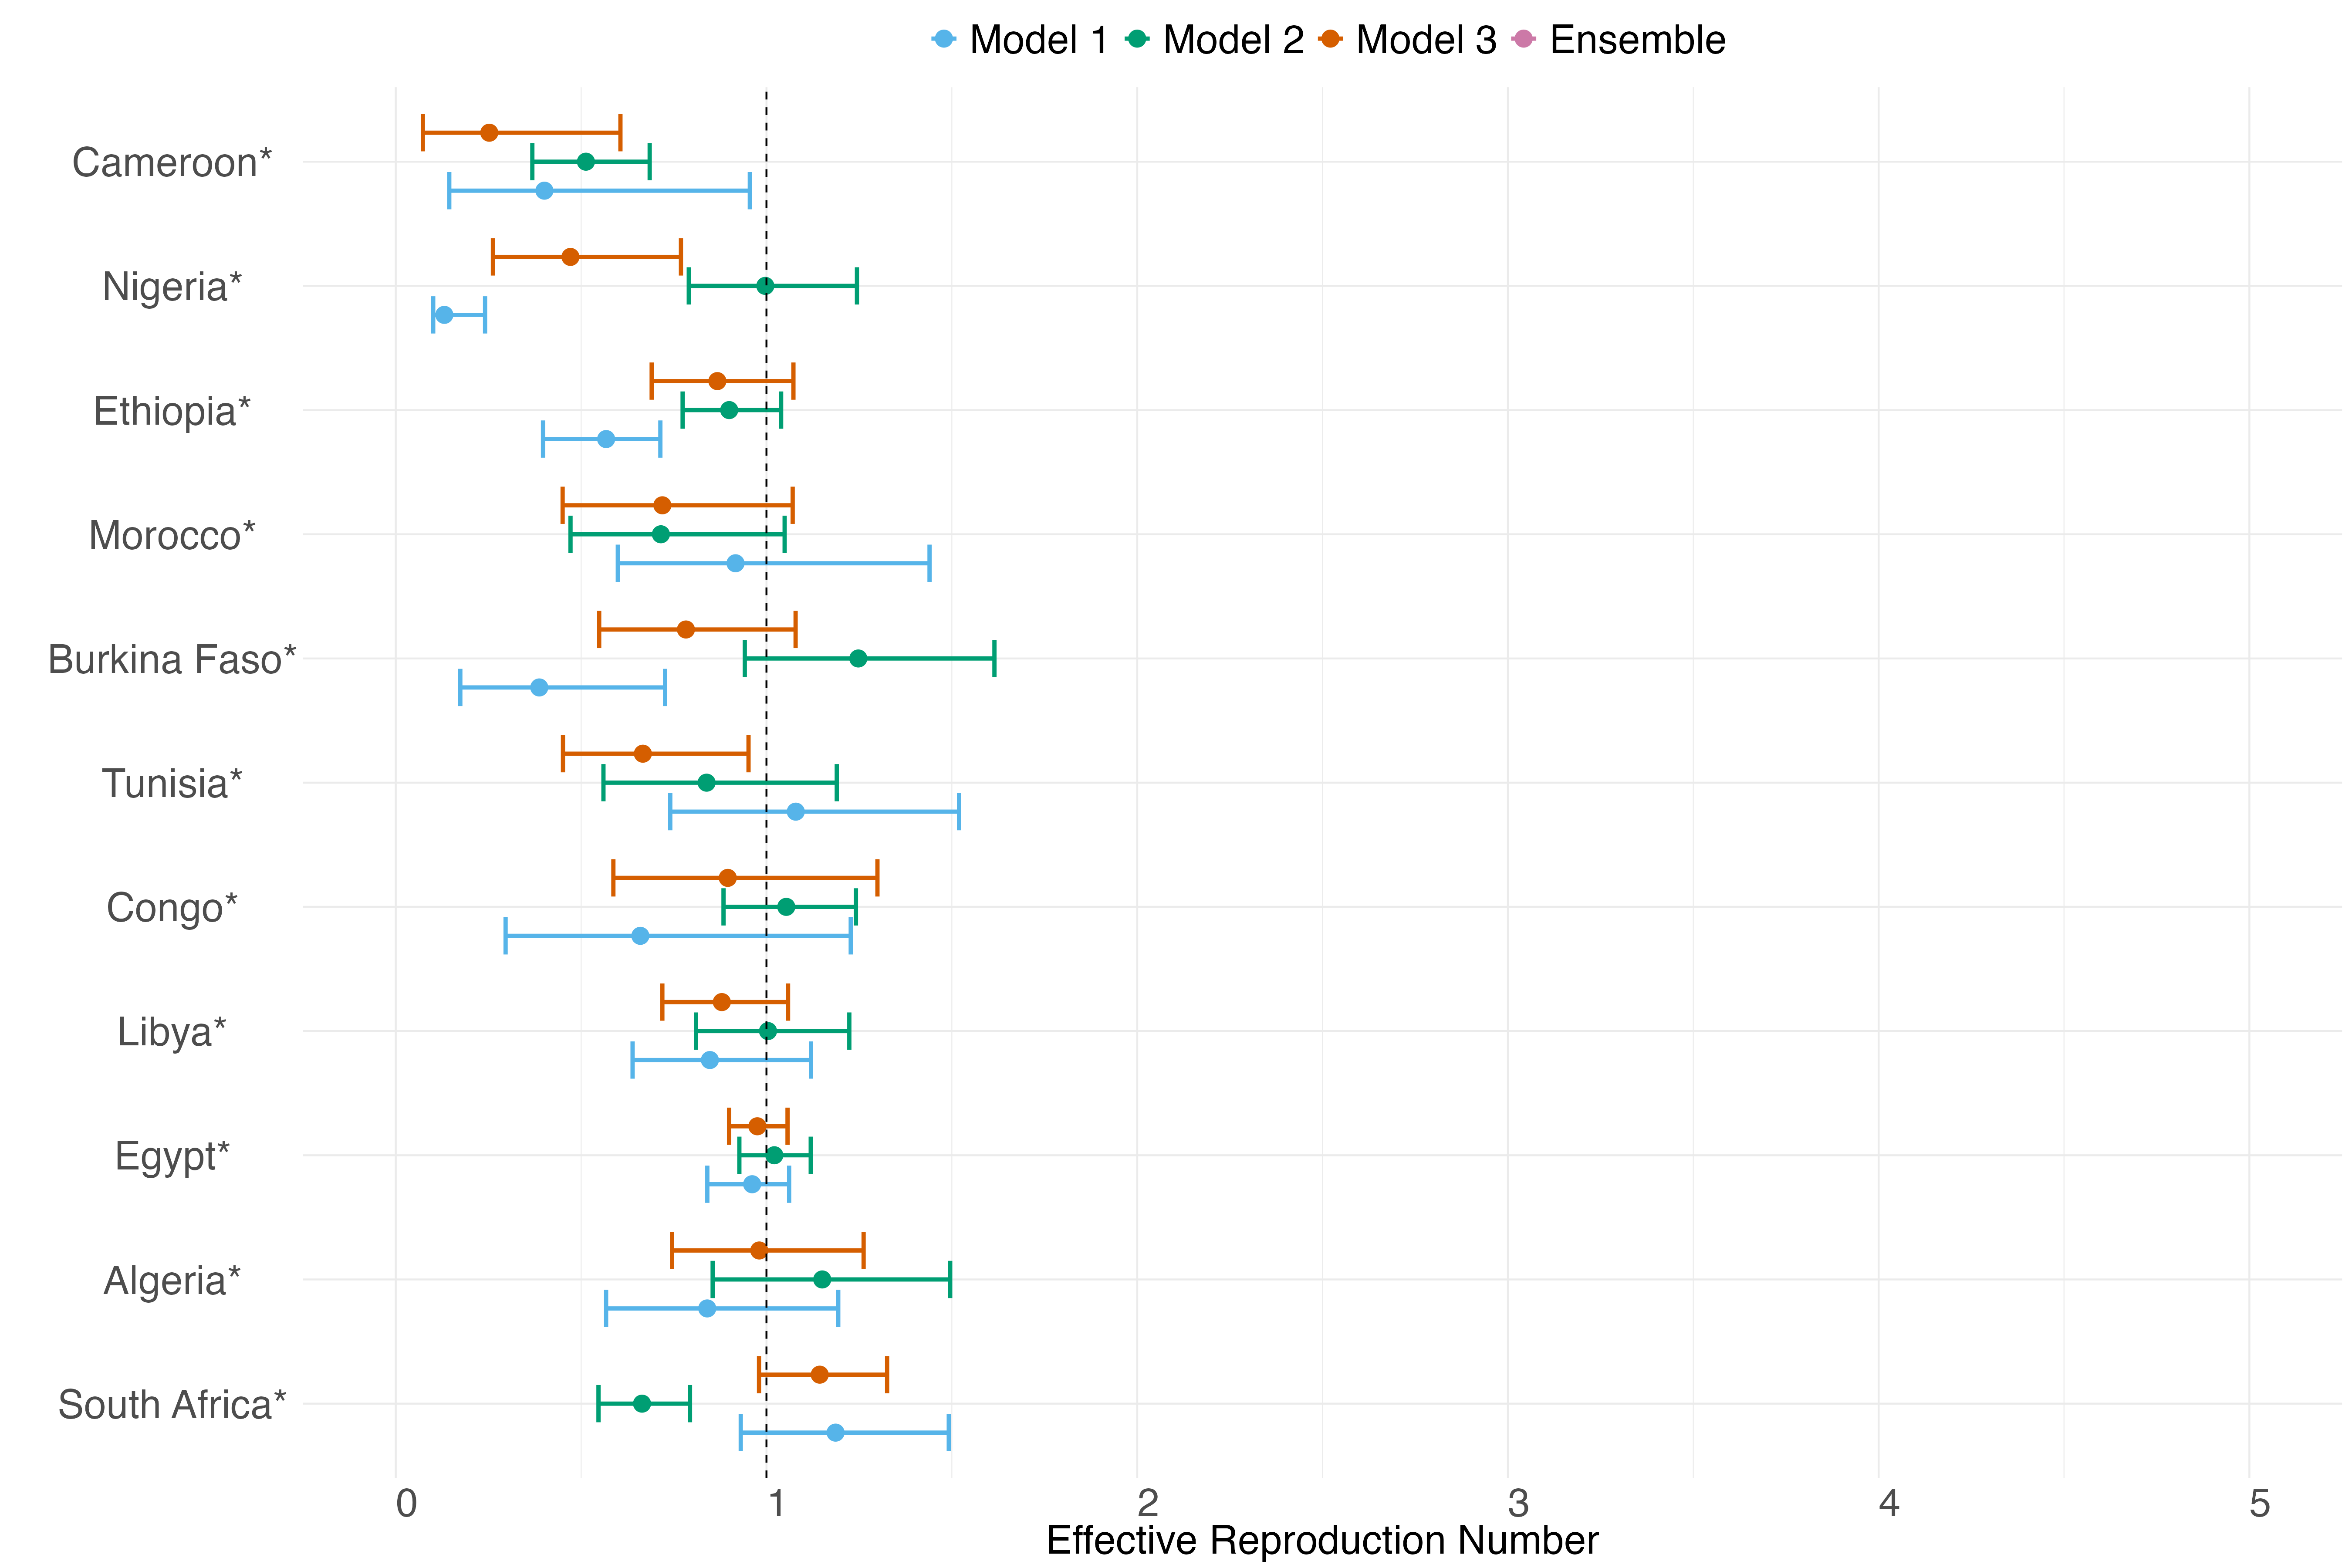 Model 1 Model 2 Model 3 Ensemble
Cameroon*
Nigeria*
Ethiopia*
Morocco*
Burkina Faso*
Tunisia*
Congo*
Libya*
Egypt*
Algeria*
South Africa*
0 1 2 3 4 5
Effective Reproduction Number